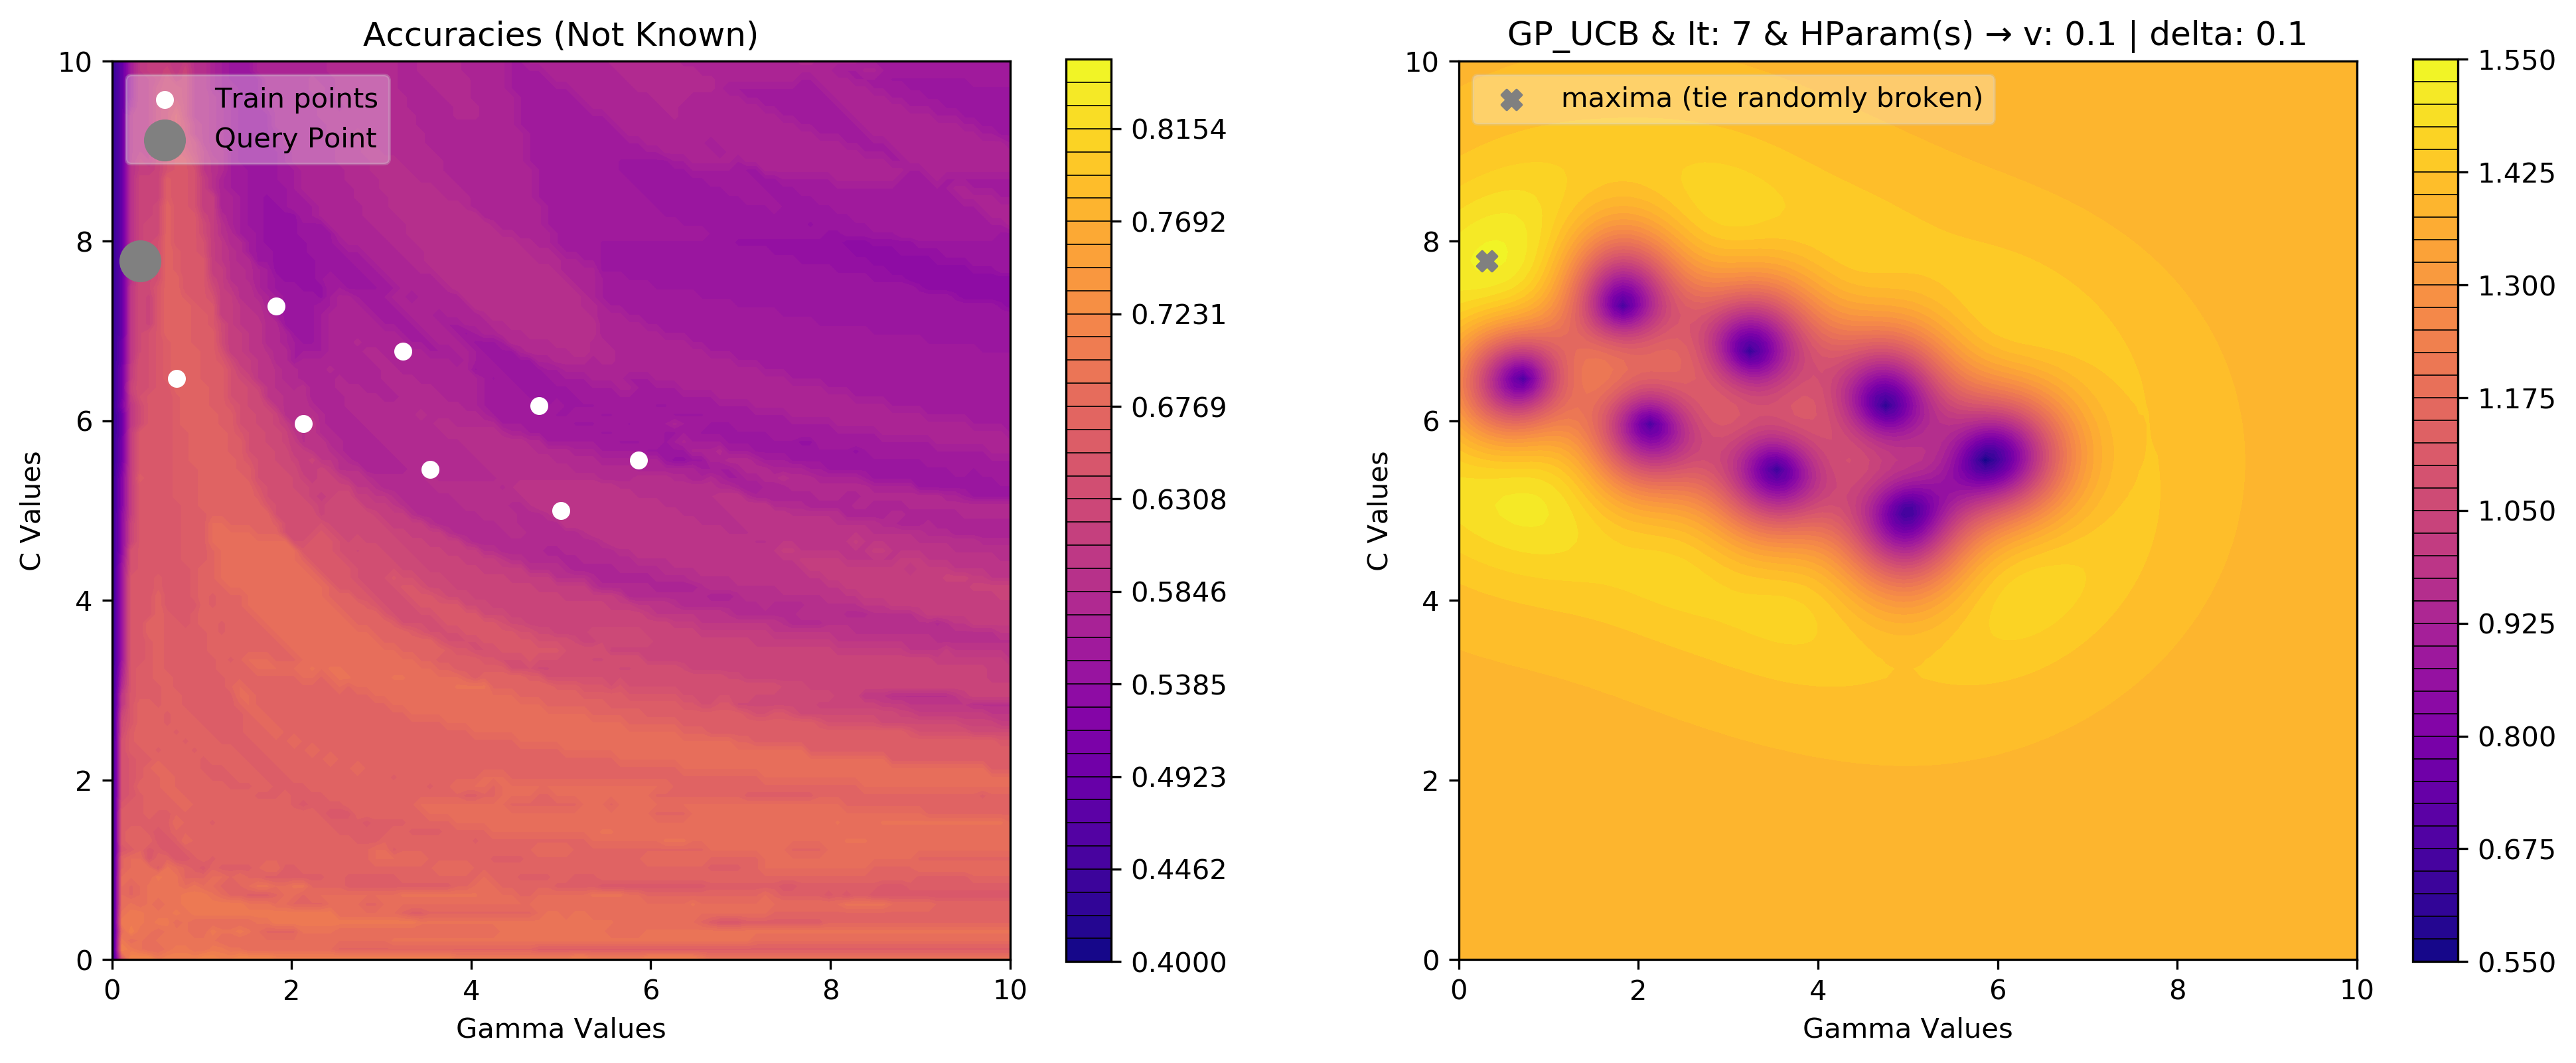 Accuracies (Not Known)
Train points
Query Point
10
8
6
4
2
0
C Values
0 2 4 6 8 10
Gamma Values
0.8154
0.7692
0.7231
0.6769
0.6308
0.5846
0.5385
0.4923
0.4462
0.4000
GP_UCB & It: 7 & HParam(s) → v: 0.1 | delta: 0.1
maxima (tie randomly broken)
10
8
6
4
2
0
C Values
0 2 4 6 8 10
Gamma Values
1.550
1.425
1.300
1.175
1.050
0.925
0.800
0.675
0.550